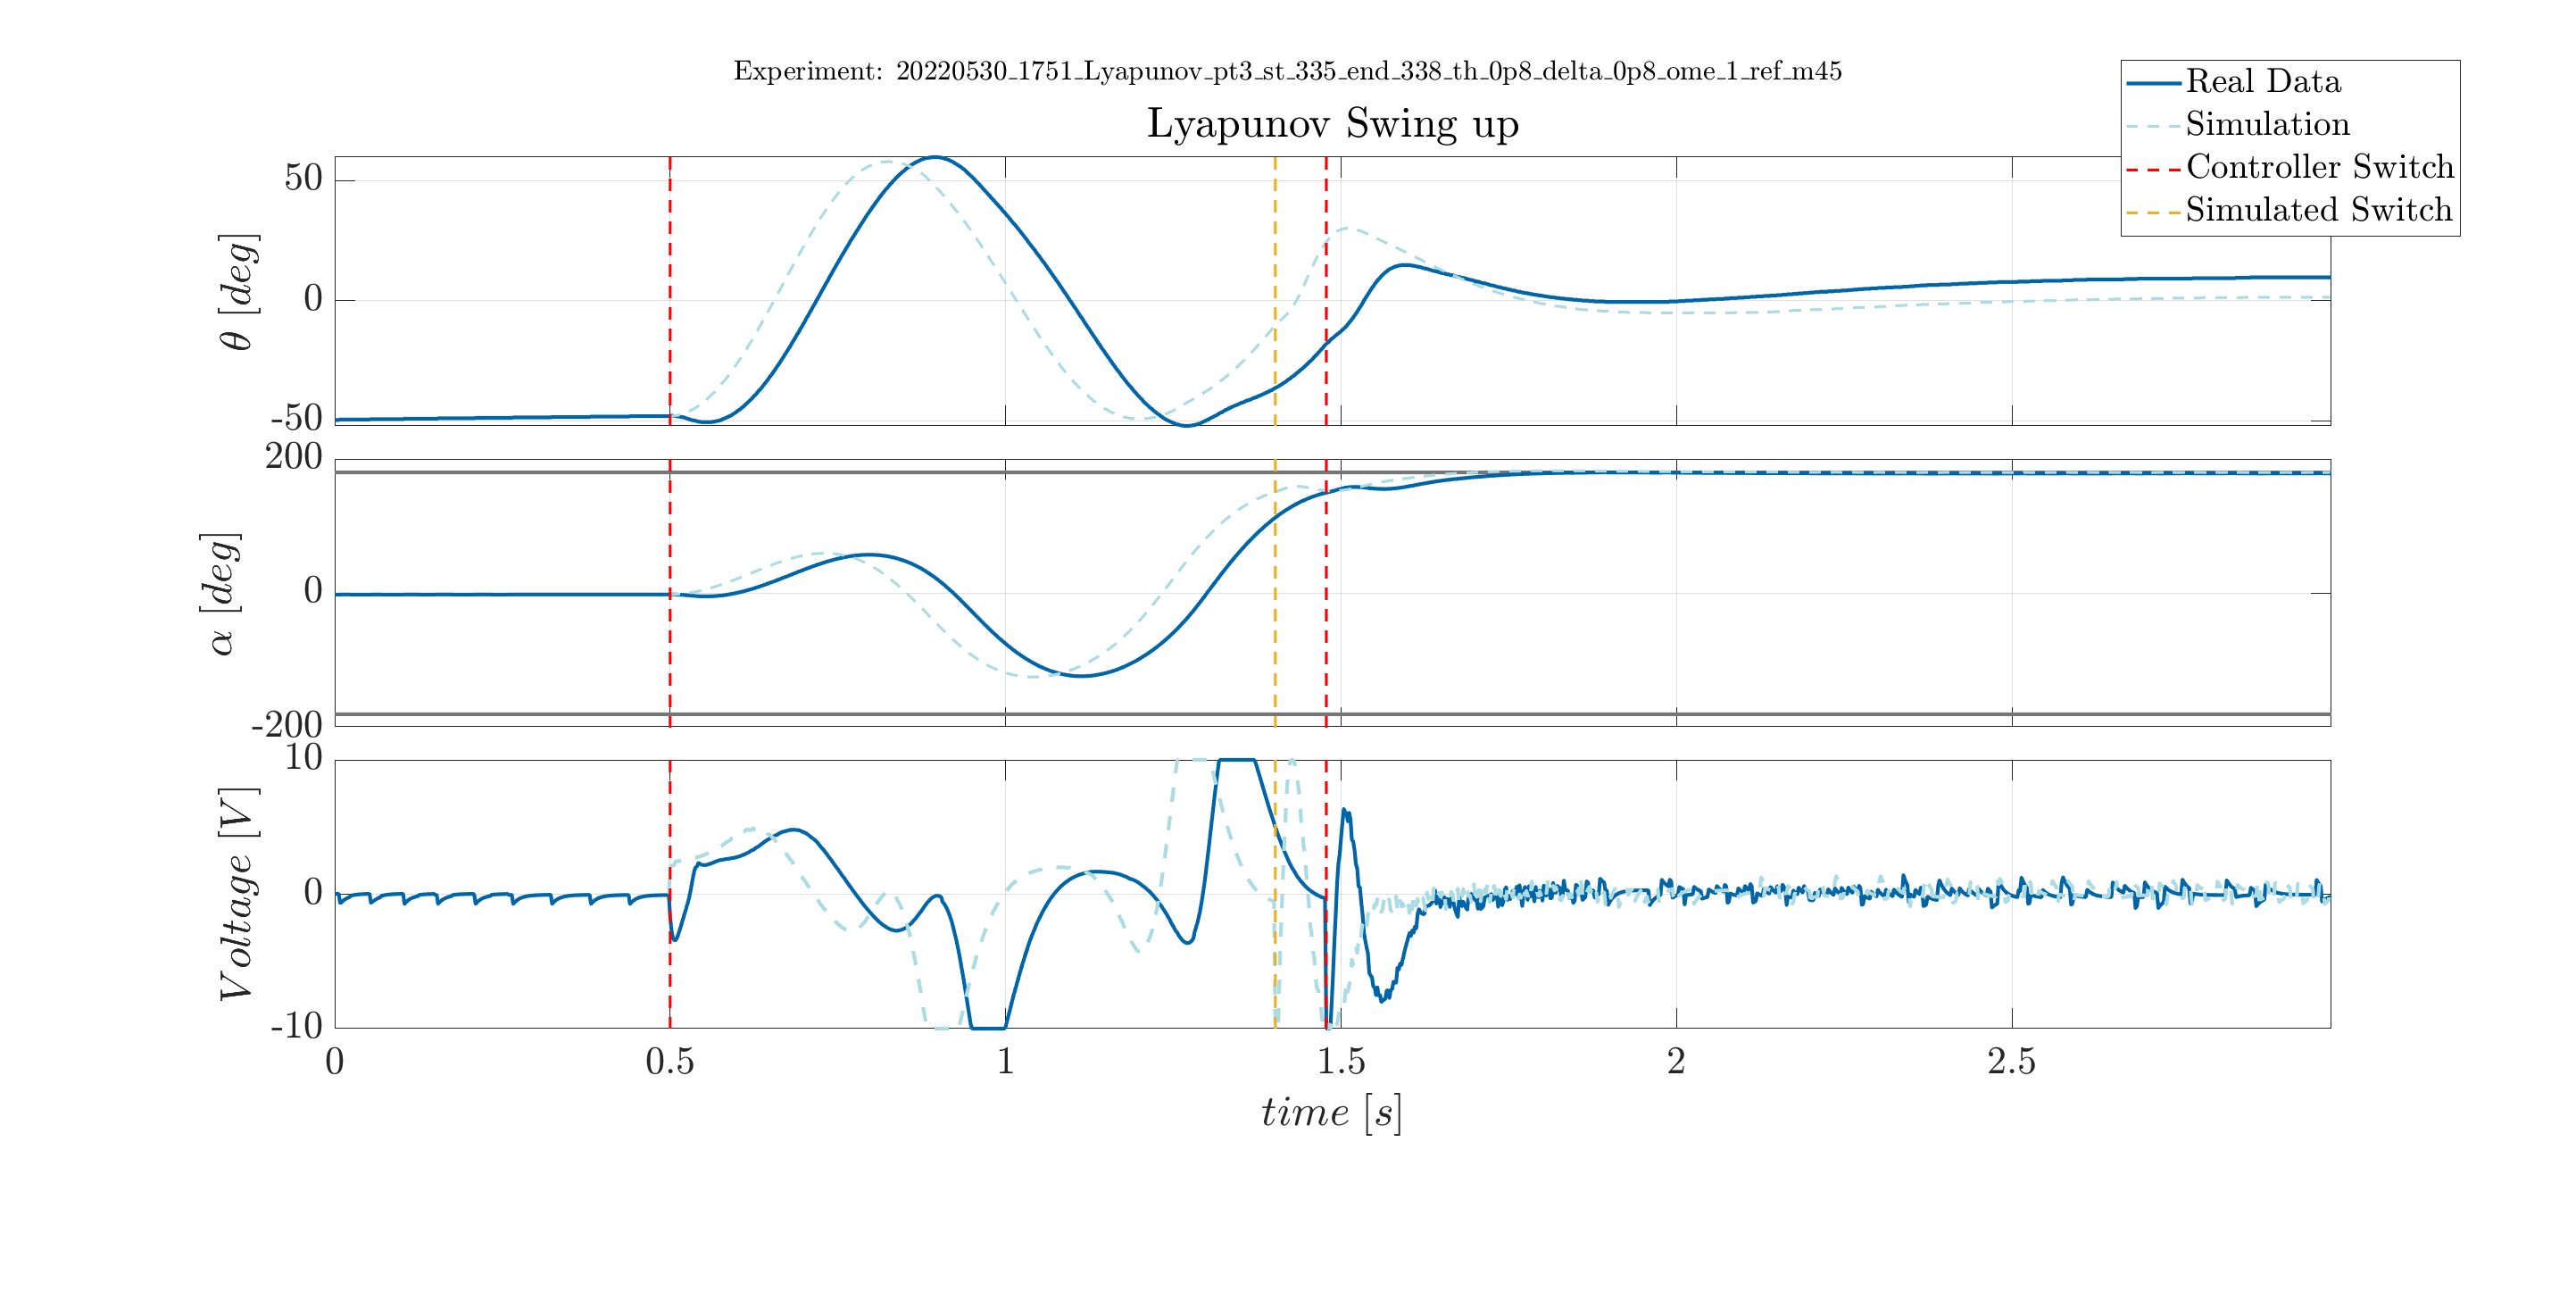 Experiment: 20220530_1751_Lyapunov_pt3_st_335_end_338_th_0p8_delta_0p8_ome_1_ref_m45
Lyapunov Swing up
Real Data
Simulation
Controller Switch
Simulated Switch
50
0
-50
θ [deg]
200
0
-200
α [deg]
10
0
-10
Voltage [V]
0
0.5
1
1.5
2
2.5
time [s]